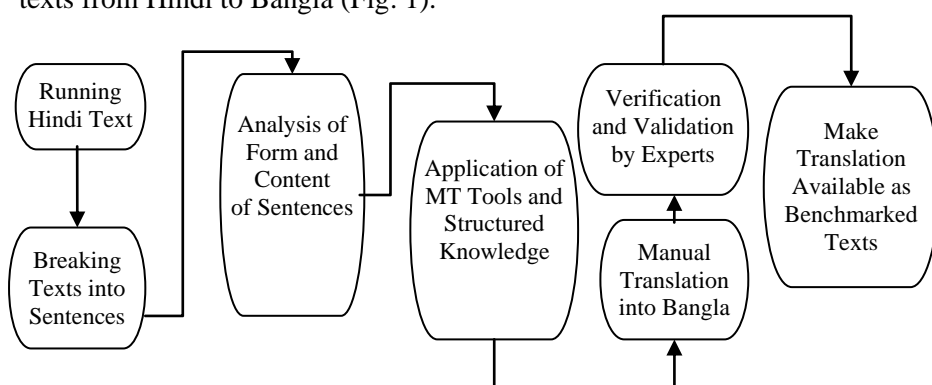 texts from Hindi to Bangla (Fig. 1).
Running
Hindi Text
Breaking
Texts into
Sentences
Analysis of
Form and
Content
of Sentences
Application of
MT Tools and
Structured
Knowledge
Manual
Translation
into Bangla
Verification
and Validation
by Experts
Make
Translation
Available as
Benchmarked
Texts